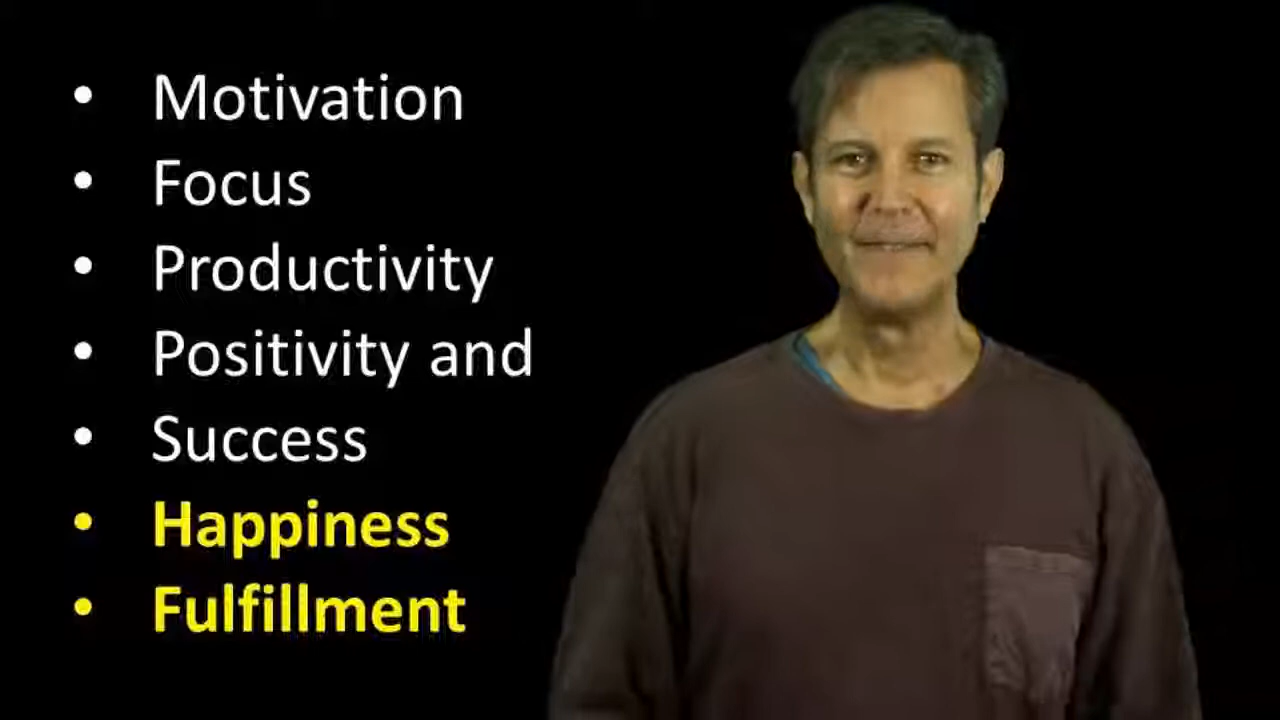 • Motivation
• Focus
• Productivity
• Positivity and
• Success
• Happiness
• Fulfillment